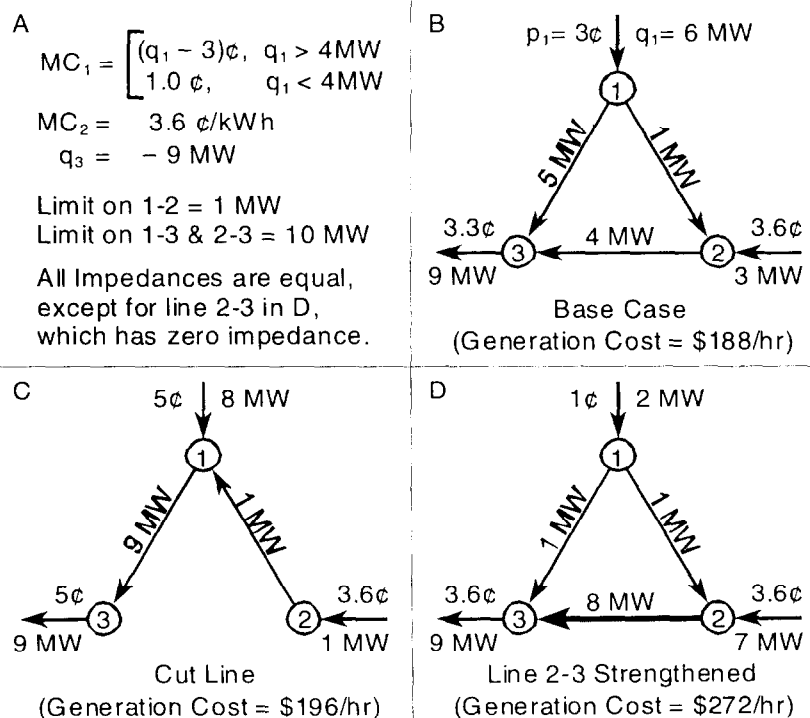 A
MC₁ = [(q₁ – 3)¢, q₁ > 4MW
1.0 ¢, q₁ < 4MW
MC₂ = 3.6 ¢/kWh
q₃ = – 9 MW
Limit on 1-2 = 1 MW
Limit on 1-3 & 2-3 = 10 MW
All Impedances are equal,
except for line 2-3 in D,
which has zero impedance.
B
p₁= 3¢ q₁= 6 MW
1
5 MW 1 MW
3.3¢ 4 MW 3.6¢
3 2
9 MW 3 MW
Base Case
(Generation Cost = $188/hr)
C
5¢ 8 MW
1
9 MW 1 MW
5¢ 3.6¢
3 2
9 MW 1 MW
Cut Line
(Generation Cost = $196/hr)
D
1¢ 2 MW
1
1 MW 1 MW
3.6¢ 8 MW 3.6¢
3 2
9 MW 7 MW
Line 2-3 Strengthened
(Generation Cost = $272/hr)